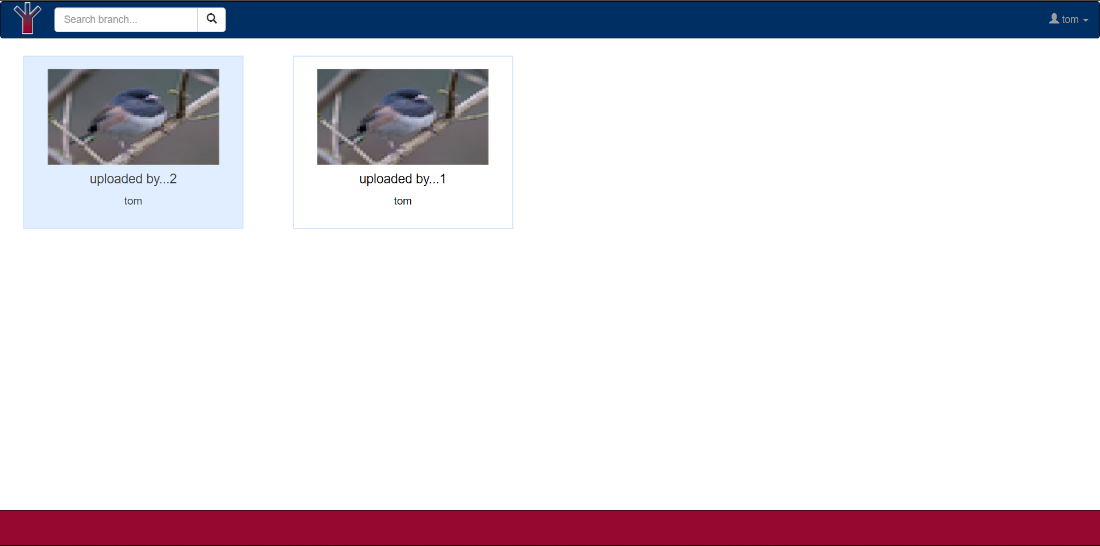 Search branch...
tom
uploaded by...2
tom
uploaded by...1
tom